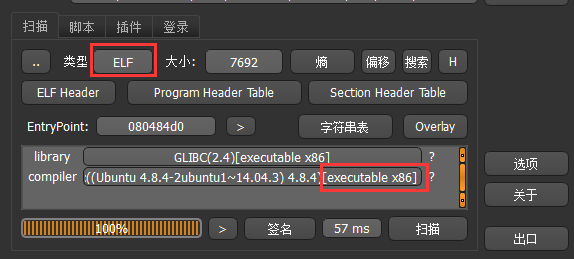 扫描 脚本 插件 登录
.. 类型 ELF 大小: 7692 熵 偏移 搜索 H
ELF Header Program Header Table Section Header Table
EntryPoint: 080484d0 > 字符串表 Overlay
library GLIBC(2.4)[executable x86] ?
compiler ((Ubuntu 4.8.4-2ubuntu1~14.04.3) 4.8.4)[executable x86] ?
选项
关于
100% > 签名 57 ms 扫描 出口